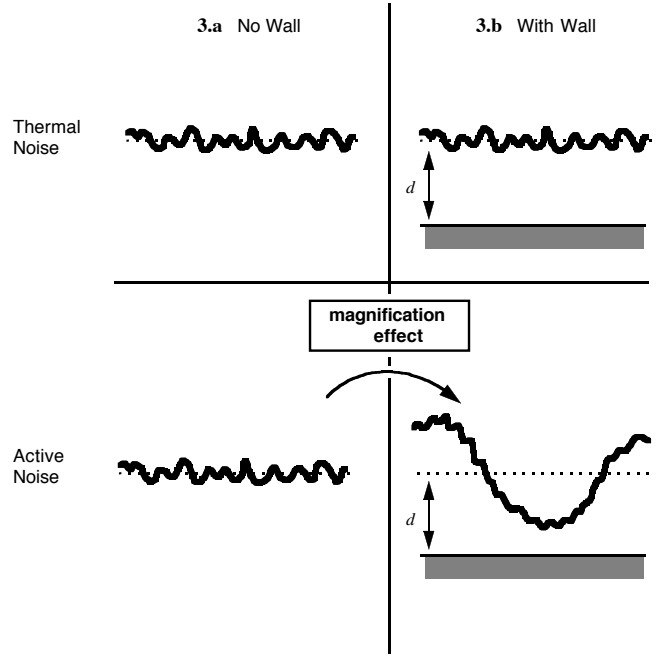 3.a No Wall
3.b With Wall
Thermal
Noise
d
magnification
effect
Active
Noise
d